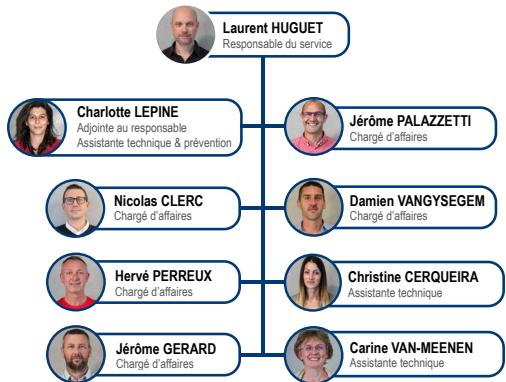 Laurent HUGUET
Responsable du service
Charlotte LEPINE
Adjointe au responsable
Assistante technique & prévention
Jérôme PALAZZETTI
Chargé d'affaires
Nicolas CLERC
Chargé d'affaires
Damien VANGYSEGEM
Chargé d'affaires
Hervé PERREUX
Chargé d'affaires
Christine CERQUEIRA
Assistante technique
Jérôme GERARD
Chargé d'affaires
Carine VAN-MEENEN
Assistante technique